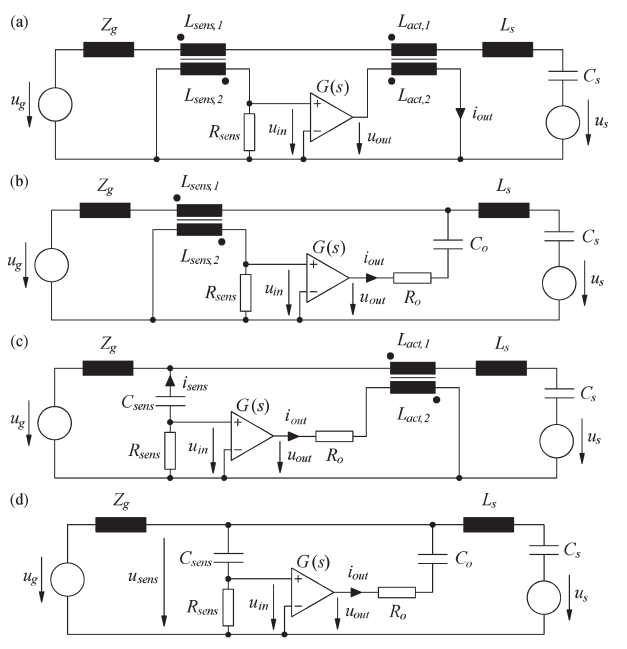 (a)
Z_g L_sens,1 L_act,1 L_s
L_sens,2 G(s) L_act,2 C_s
u_g R_sens u_in + − u_out i_out u_s
(b)
Z_g L_sens,1 L_s
L_sens,2 G(s) i_out C_o C_s
u_g R_sens u_in + − u_out R_o u_s
(c)
Z_g L_act,1 L_s
i_sens
C_sens G(s) i_out L_act,2 C_s
u_g R_sens u_in + − u_out R_o u_s
(d)
Z_g L_s
C_sens G(s) i_out C_o C_s
u_g u_sens R_sens u_in + − u_out R_o u_s